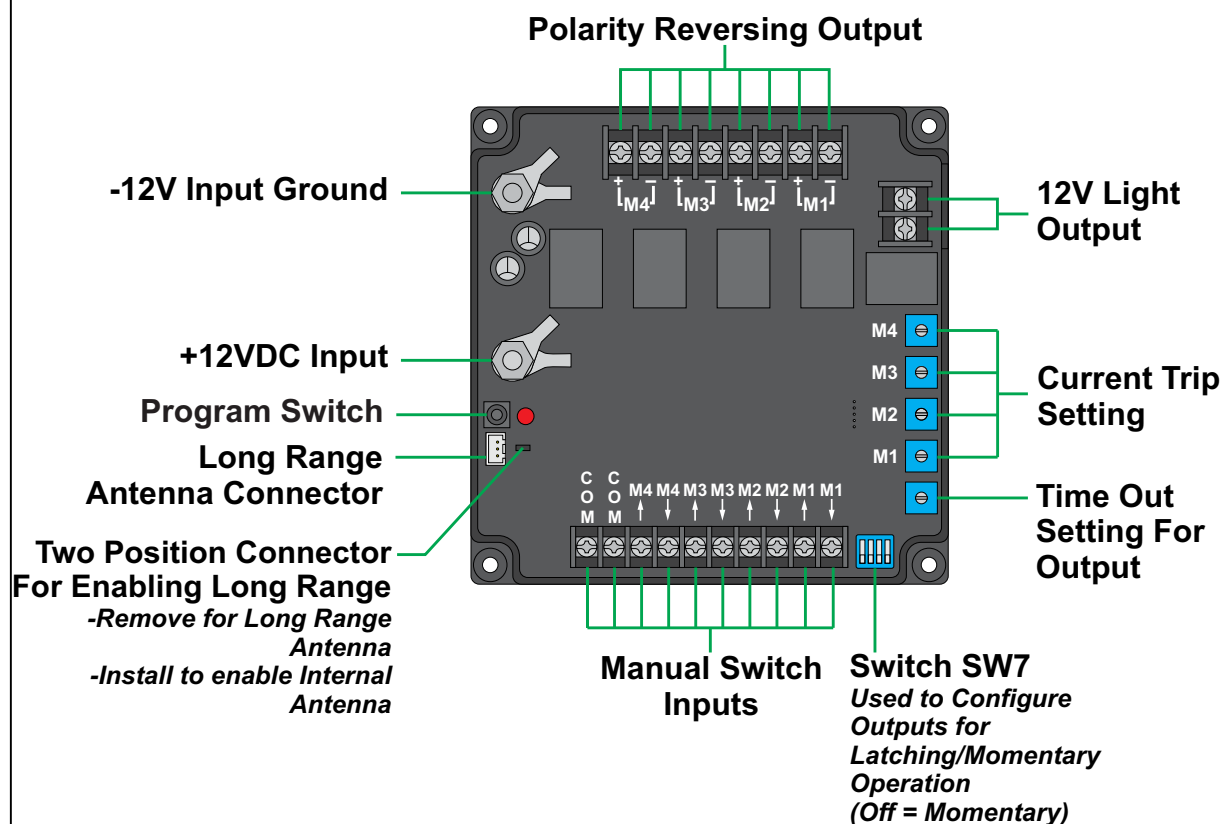 Polarity Reversing Output
-12V Input Ground
+ − + − + − + −
M4 M3 M2 M1
12V Light
Output
+12VDC Input
Program Switch
Long Range
Antenna Connector
Two Position Connector
For Enabling Long Range
-Remove for Long Range
Antenna
-Install to enable Internal
Antenna
M4
M3
M2
M1
Current Trip
Setting
Time Out
Setting For
Output
COM COM M4 M4 M3 M3 M2 M2 M1 M1
↑ ↓ ↑ ↓ ↑ ↓ ↑ ↓
Manual Switch
Inputs
Switch SW7
Used to Configure
Outputs for
Latching/Momentary
Operation
(Off = Momentary)